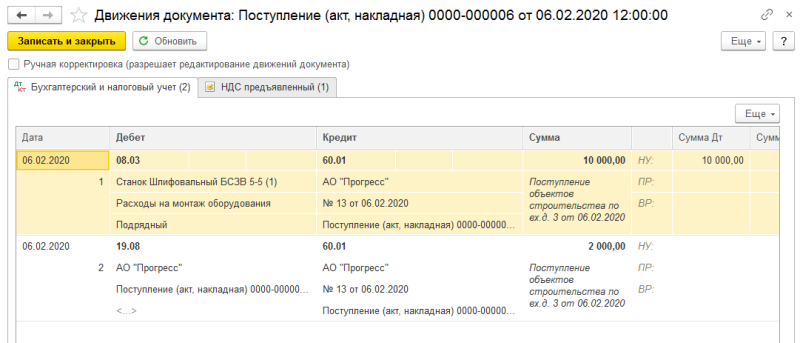 Движения документа: Поступление (акт, накладная) 0000-000006 от 06.02.2020 12:00:00
Записать и закрыть Обновить Еще ?
Ручная корректировка (разрешает редактирование движений документа)
Дт Кт Бухгалтерский и налоговый учет (2) НДС предъявленный (1)
Еще
Дата Дебет Кредит Сумма Сумма Дт Сумм
06.02.2020 08.03 60.01 10 000,00 НУ: 10 000,00
1 Станок Шлифовальный БСЗВ 5-5 (1) АО "Прогресс" Поступление ПР:
объектов
Расходы на монтаж оборудования № 13 от 06.02.2020 строительства по ВР:
Подрядный Поступление (акт, накладная) 0000-00000... вх.д. 3 от 06.02.2020
06.02.2020 19.08 60.01 2 000,00 НУ:
2 АО "Прогресс" АО "Прогресс" Поступление ПР:
объектов
Поступление (акт, накладная) 0000-00000... № 13 от 06.02.2020 строительства по ВР:
<...> Поступление (акт, накладная) 0000-00000... вх.д. 3 от 06.02.2020